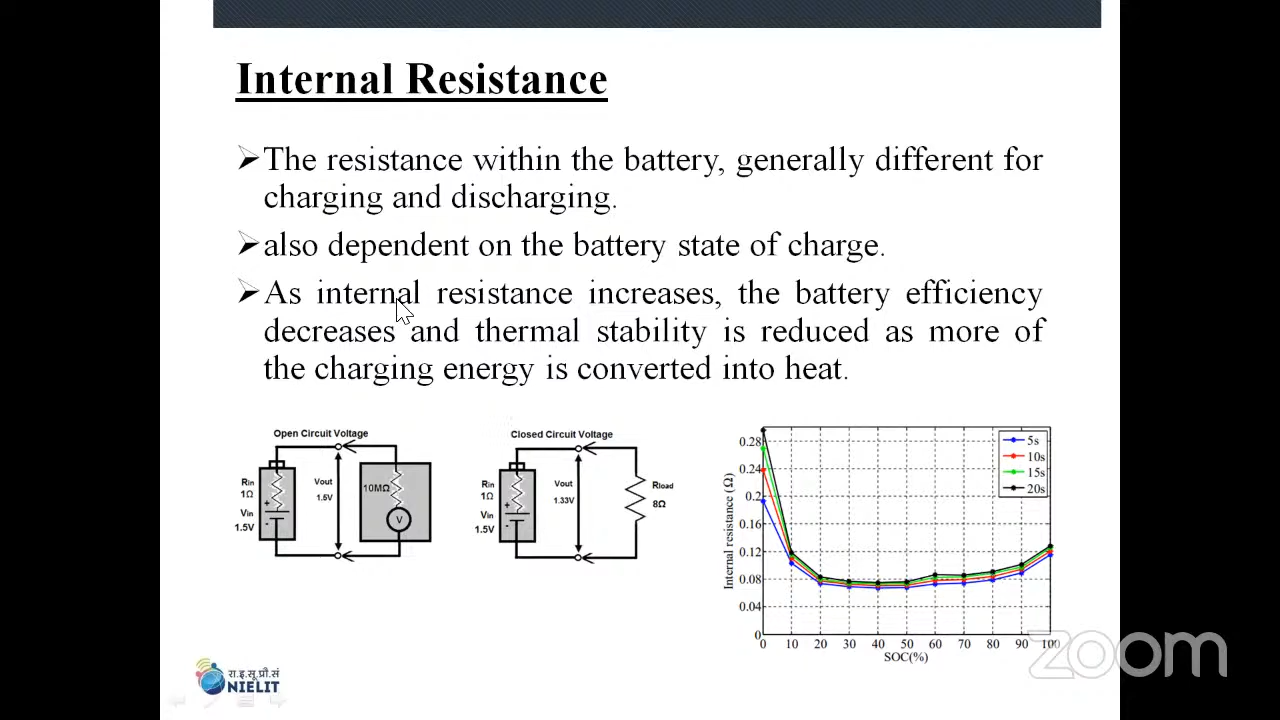 Internal Resistance
➢The resistance within the battery, generally different for
charging and discharging.
➢also dependent on the battery state of charge.
➢As internal resistance increases, the battery efficiency
decreases and thermal stability is reduced as more of
the charging energy is converted into heat.
Open Circuit Voltage
Rin
1Ω
Vin
1.5V
+
-
Vout
1.5V
10MΩ
V
Closed Circuit Voltage
Rin
1Ω
Vin
1.5V
+
-
Vout
1.33V
Rload
8Ω
Internal resistance (Ω)
0.28
0.24
0.2
0.16
0.12
0.08
0.04
0
5s
10s
15s
20s
0 10 20 30 40 50 60 70 80 90 100
SOC(%)
zoom
रा.इ.सू.प्रौ.सं
NIELIT